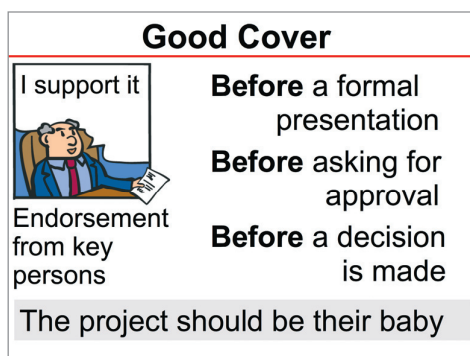 Good Cover
I support it
Endorsement
from key
persons
Before a formal
presentation
Before asking for
approval
Before a decision
is made
The project should be their baby